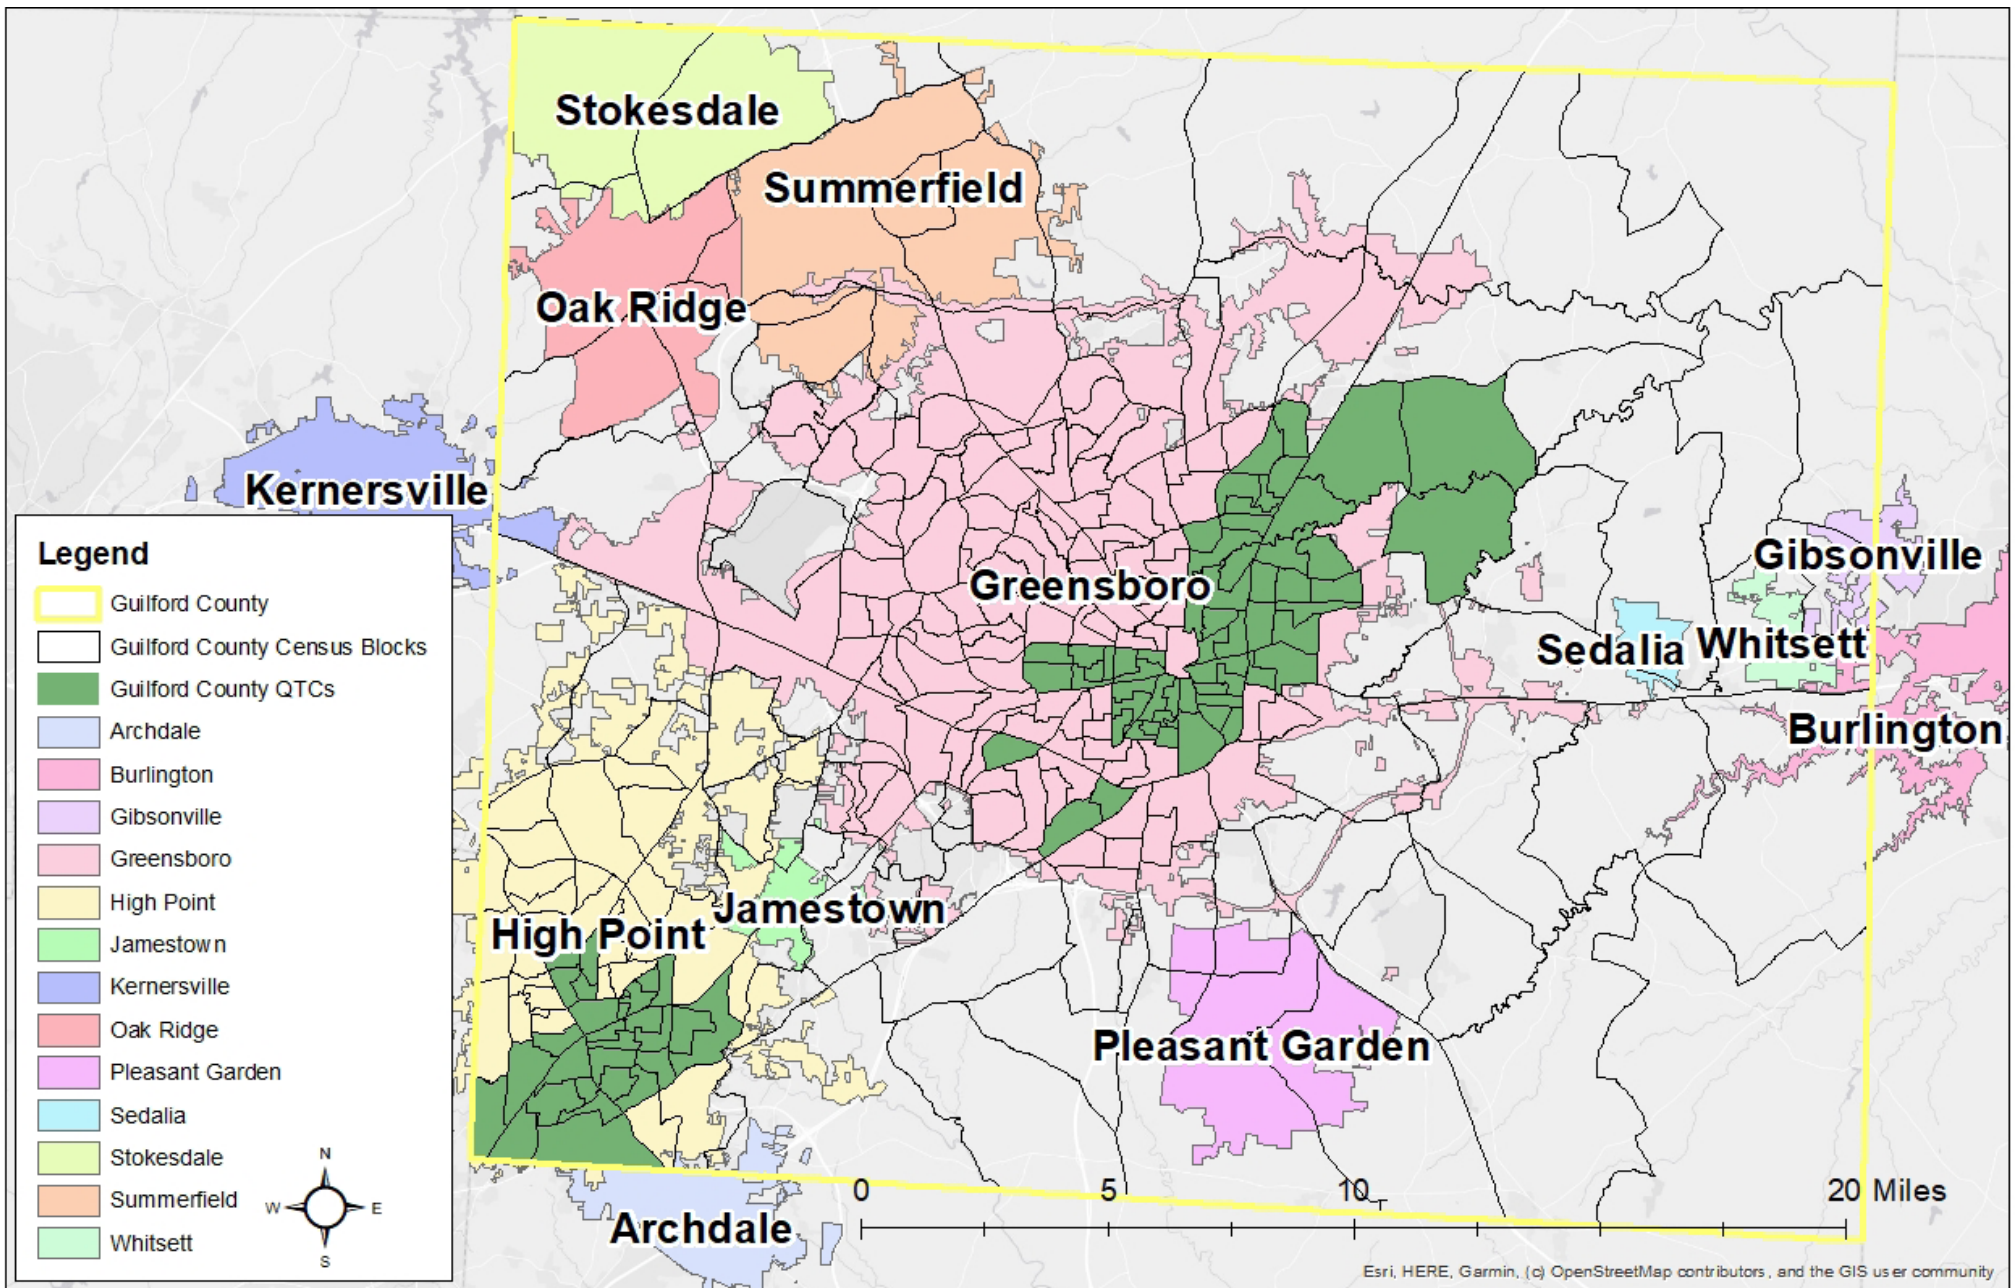 Stokesdale
Summerfield
Oak Ridge
Kernersville
Greensboro
Gibsonville
Sedalia
Whitsett
Burlington
High Point
Jamestown
Pleasant Garden
Archdale
Legend
Guilford County
Guilford County Census Blocks
Guilford County QTCs
Archdale
Burlington
Gibsonville
Greensboro
High Point
Jamestown
Kernersville
Oak Ridge
Pleasant Garden
Sedalia
Stokesdale
Summerfield
Whitsett
N
W E
S
0 5 10 20 Miles
Esri, HERE, Garmin, (c) OpenStreetMap contributors, and the GIS user community